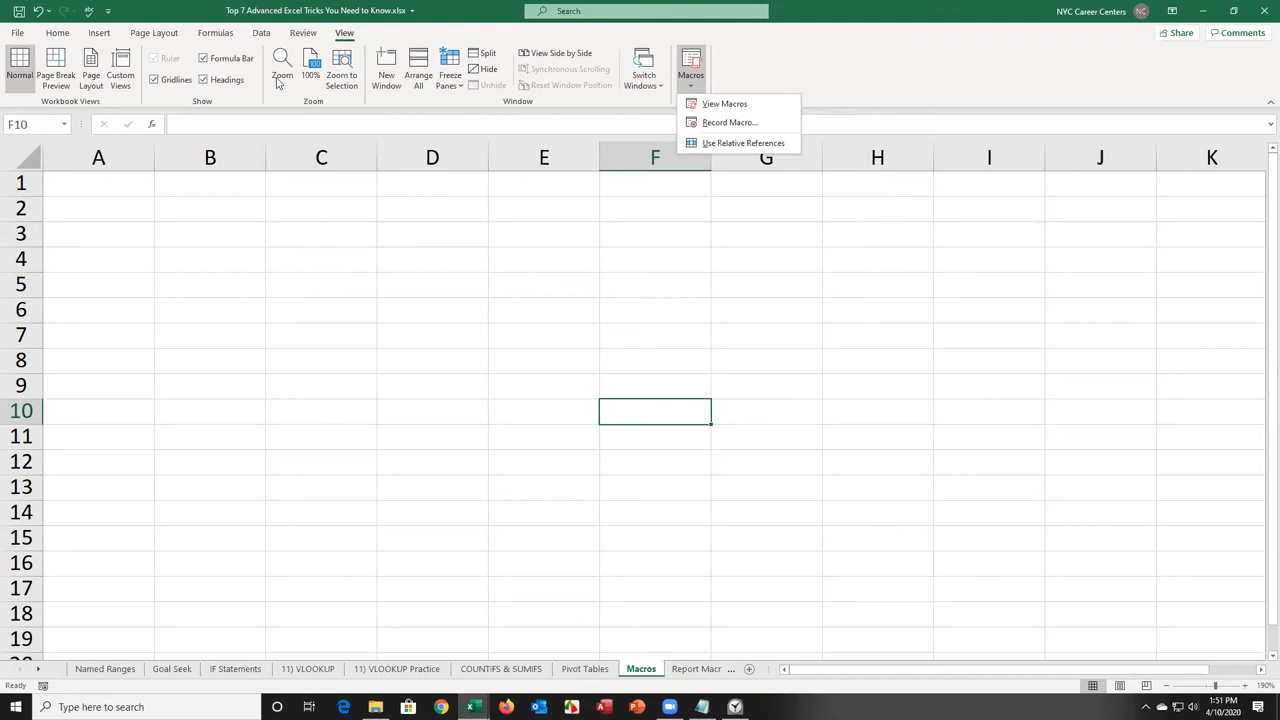 Top 7 Advanced Excel Tricks You Need to Know.xlsx
Search
NYC Career Centers
NC
File Home Insert Page Layout Formulas Data Review View
Share Comments
Normal
Page Break Preview
Page Layout
Custom Views
Workbook Views
Ruler
Formula Bar
Gridlines
Headings
Show
Zoom
100
100%
Zoom to Selection
Zoom
New Window
Arrange All
Freeze Panes
Split
Hide
Unhide
View Side by Side
Synchronous Scrolling
Reset Window Position
Switch Windows
Window
Macros
View Macros
Record Macro...
Use Relative References
F10
fx
A B C D E F G H I J K
1
2
3
4
5
6
7
8
9
10
11
12
13
14
15
16
17
18
19
Named Ranges Goal Seek IF Statements 11) VLOOKUP 11) VLOOKUP Practice COUNTIFS & SUMIFS Pivot Tables Macros Report Macr ...
Ready
190%
Type here to search
1:51 PM
4/10/2020